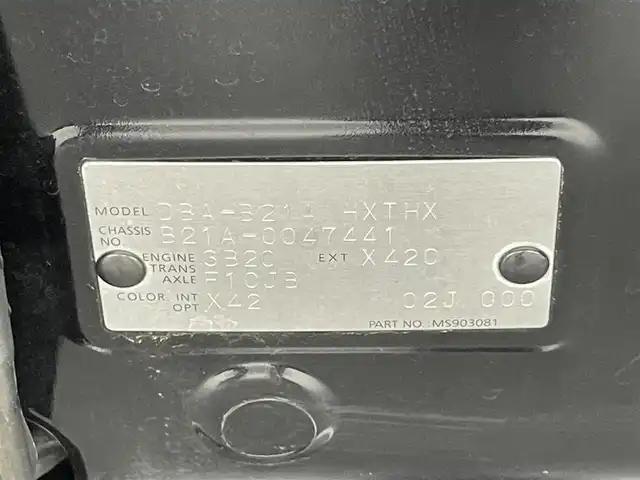 MODEL DBA-B21A HXTHX
CHASSIS NO. B21A-0047441
ENGINE 3B20 EXT X42C
TRANS AXLE F1CJB
COLOR INT OPT X42 02J 000
PART NO. MS903081